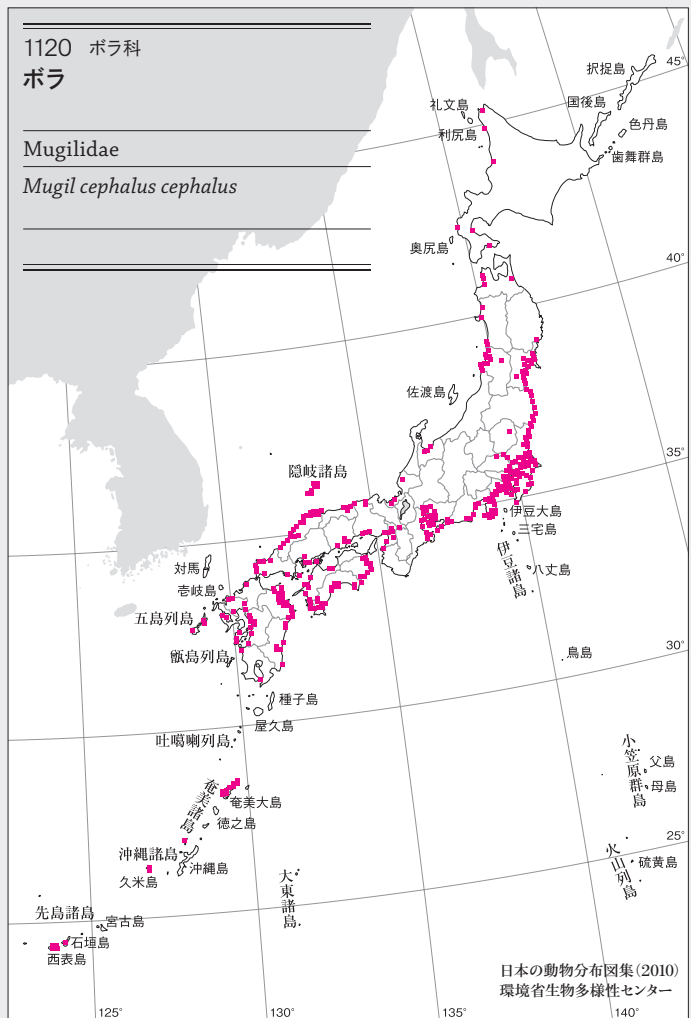 1120 ボラ科
ボラ
Mugilidae
Mugil cephalus cephalus
45°
択捉島
礼文島
国後島
色丹島
利尻島
歯舞群島
奥尻島
40°
佐渡島
35°
隠岐諸島
伊豆大島
三宅島
伊豆諸島
八丈島
対馬
壱岐島
五島列島
甑島列島
鳥島
30°
種子島
屋久島
吐噶喇列島
小笠原群島
父島
母島
奄美諸島
奄美大島
徳之島
25°
沖縄諸島
沖縄島
久米島
大東諸島
火山列島
硫黄島
先島諸島
宮古島
石垣島
西表島
日本の動物分布図集(2010)
環境省生物多様性センター
125°
130°
135°
140°